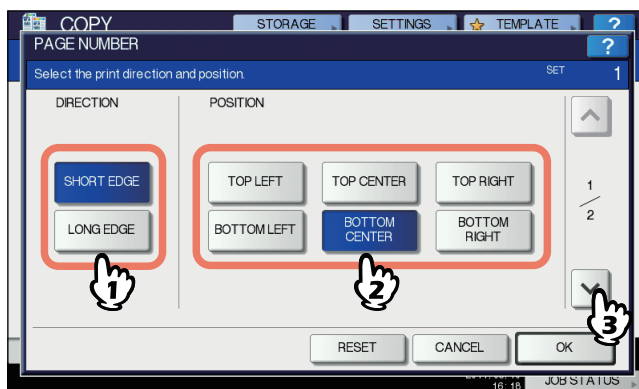 COPY
STORAGE SETTINGS TEMPLATE ?
PAGE NUMBER ?
Select the print direction and position. SET 1
DIRECTION POSITION
SHORT EDGE TOP LEFT TOP CENTER TOP RIGHT
LONG EDGE BOTTOM LEFT BOTTOM CENTER BOTTOM RIGHT
1
2
1
2
3
RESET CANCEL OK
16:18 JOB STATUS